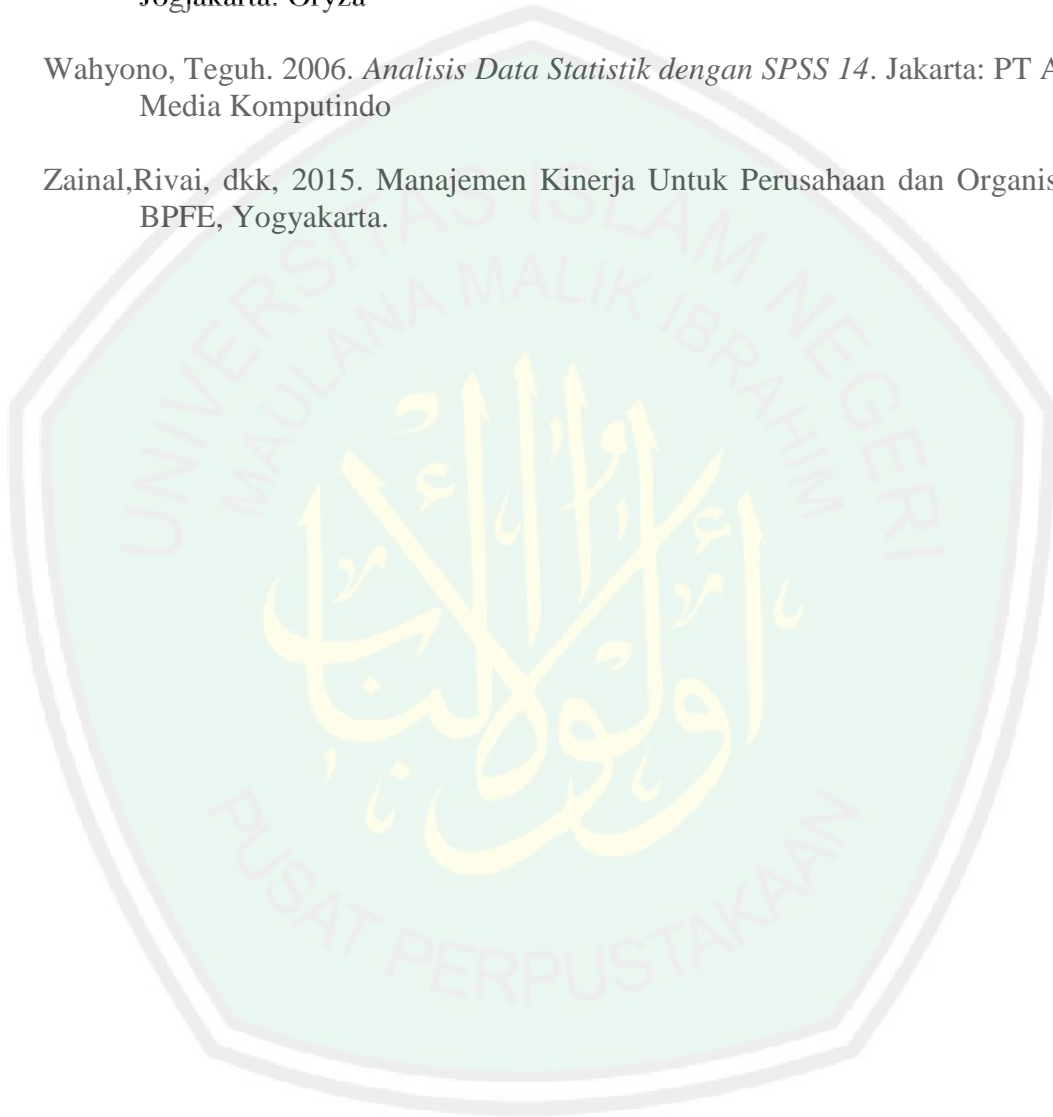 Jogjakarta: Oryza
Wahyono, Teguh. 2006. Analisis Data Statistik dengan SPSS 14. Jakarta: PT A
Media Komputindo
Zainal,Rivai, dkk, 2015. Manajemen Kinerja Untuk Perusahaan dan Organis
BPFE, Yogyakarta.
UNIVERSITAS ISLAM NEGERI
MAULANA MALIK IBRAHIM
PUSAT PERPUSTAKAAN